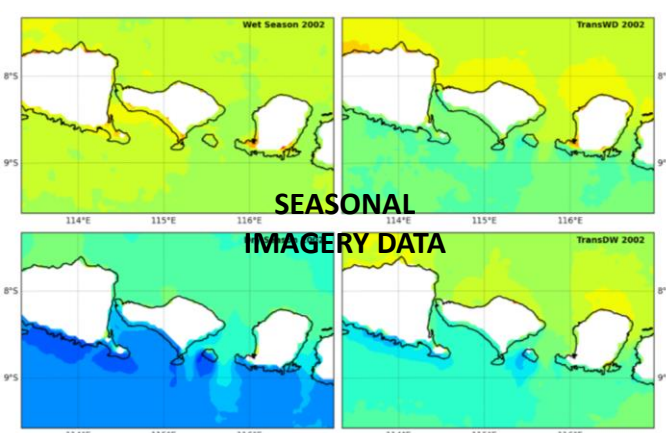 Wet Season 2002
TransWD 2002
8°S
8°
9°S
9°
114°E 115°E 116°E
114°E 115°E 116°E
SEASONAL
IMAGERY DATA
TransDW 2002
8°S
8°
9°S
9°